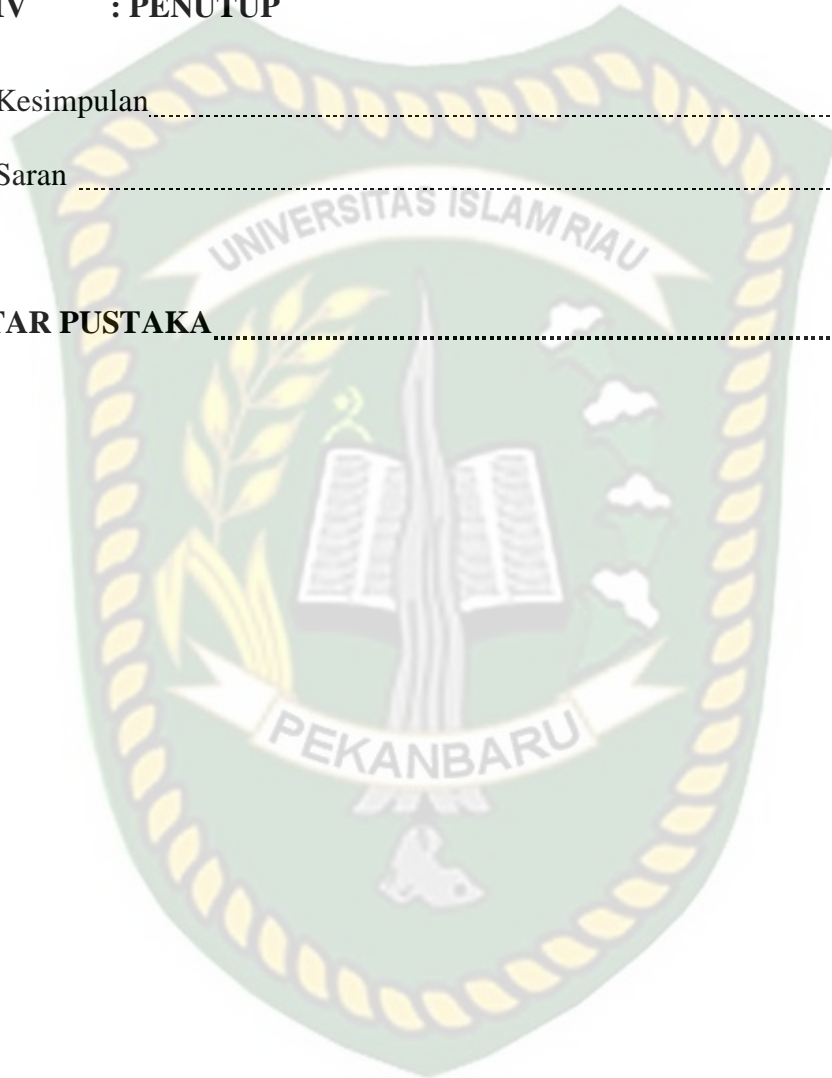 IV : PENUTUP
Kesimpulan
Saran
UNIVERSITAS ISLAM RIAU
TAR PUSTAKA
PEKANBARU